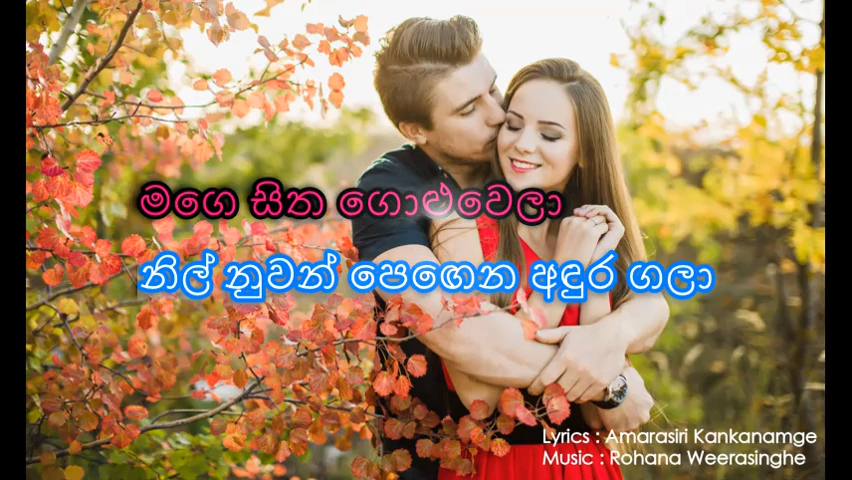 මගෙ සිත ගොළුවෙලා
නිල් නුවන් පෙඟෙන අඳුර ගලා
Lyrics : Amarasiri Kankanamge
Music : Rohana Weerasinghe